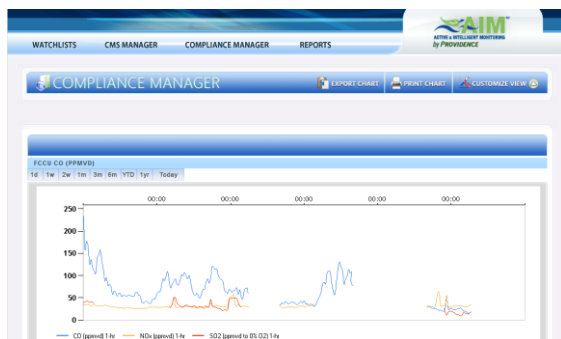 AIM™
ACTIVE & INTELLIGENT MONITORING
by PROVIDENCE
WATCHLISTS CMS MANAGER COMPLIANCE MANAGER REPORTS
COMPLIANCE MANAGER EXPORT CHART PRINT CHART CUSTOMIZE VIEW
FCCU CO (PPMVD)
1d 1w 2w 1m 3m 6m YTD 1yr Today
00:00 00:00 00:00 00:00 00:00
250
200
150
100
50
0
CO (ppmvd) 1-hr NOx (ppmvd) 1-hr SO2 (ppmvd to 0% O2) 1-hr